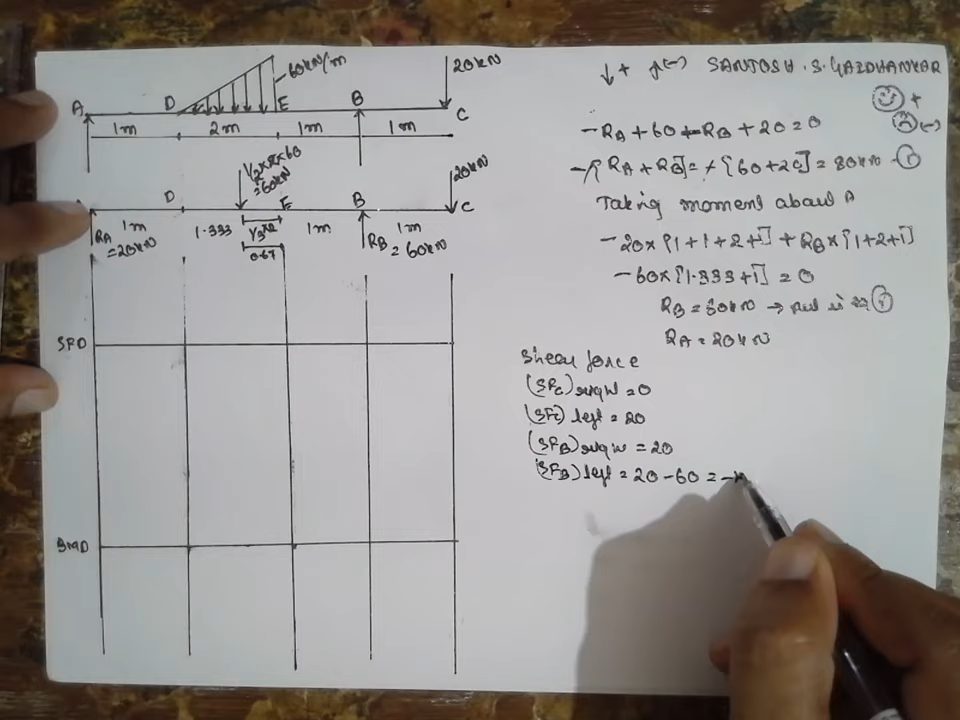 60kN/m
20kN
A D E B C
1m 2m 1m 1m
1/2×2×60
=60kN
20kN
D E B C
1m 1.333 1/3×2 1m 1m
0.67
RA
=20kN
RB = 60kN
SFD
BMD
↓+ ↑(-) SANTOSH .S. GAIDHANKAR
+
(-)
-RA + 60 - RB + 20 = 0
-[RA + RB] = -[60+20] = 80kN -①
Taking moment about A
-20×[1+1+2+1] + RB×[1+2+1]
-60×[1.333+1] = 0
RB = 60kN → put in eq ①
RA = 20kN
Shear force
(SFC) right = 0
(SFC) left = 20
(SFB) right = 20
(SFB) left = 20 - 60 = -